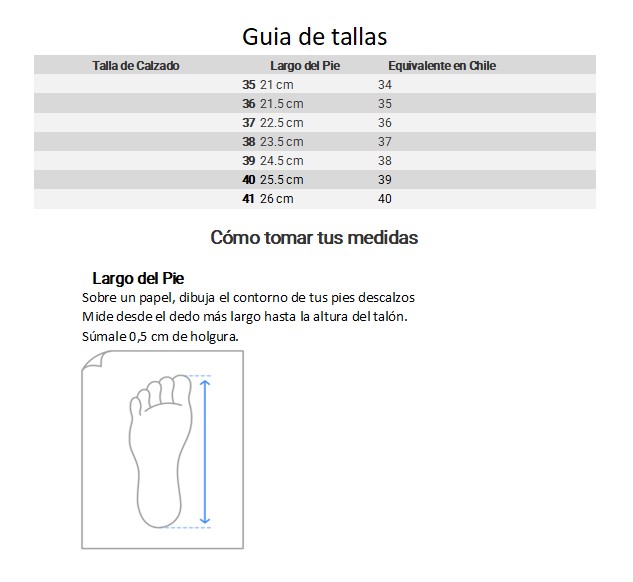 Guia de tallas
Talla de Calzado Largo del Pie Equivalente en Chile
35 21 cm 34
36 21.5 cm 35
37 22.5 cm 36
38 23.5 cm 37
39 24.5 cm 38
40 25.5 cm 39
41 26 cm 40
Cómo tomar tus medidas
Largo del Pie
Sobre un papel, dibuja el contorno de tus pies descalzos
Mide desde el dedo más largo hasta la altura del talón.
Súmale 0,5 cm de holgura.